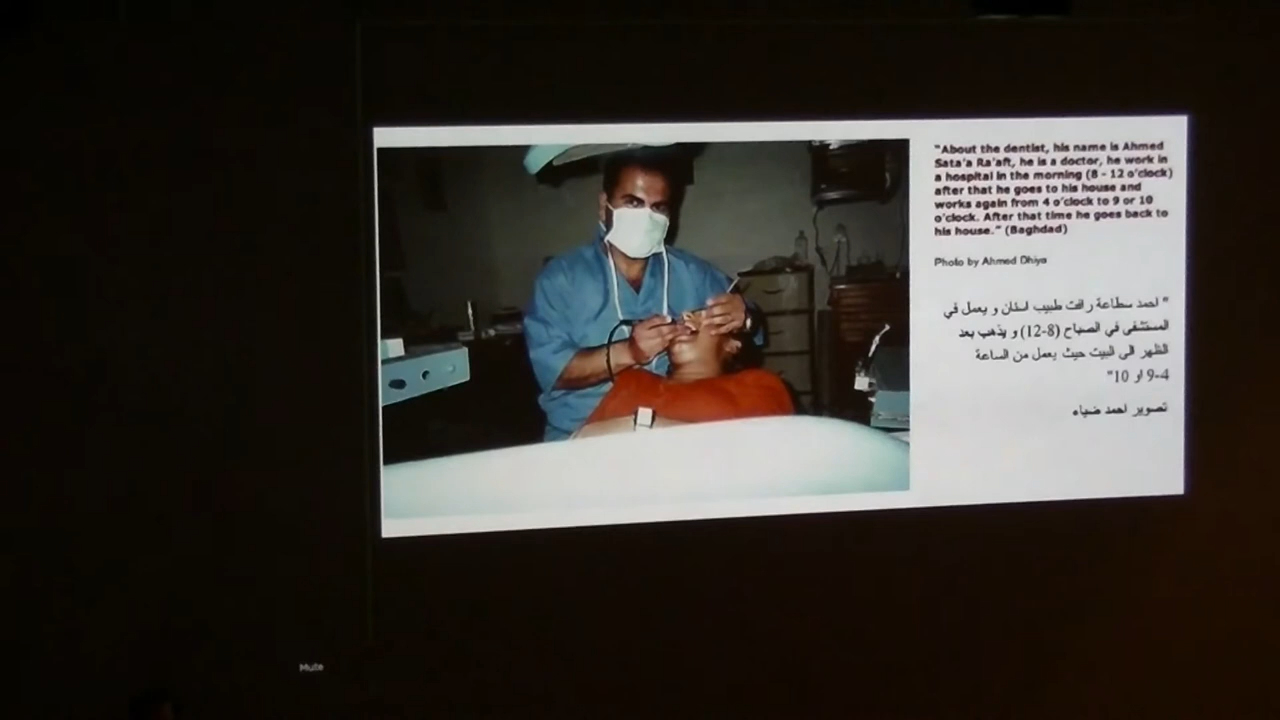 "About the dentist, his name is Ahmed
Sata'a Ra'aft, he is a doctor, he work in
a hospital in the morning (8 - 12 o'clock)
after that he goes to his house and
works again from 4 o'clock to 9 or 10
o'clock. After that time he goes back to
his house." (Baghdad)
Photo by Ahmed Dhiya
" احمد سطاعة رافت طبيب اسنان و يعمل في
المستشفى في الصباح (8-12) و يذهب بعد
الظهر الى البيت حيث يعمل من الساعة
4-9 او 10"
تصوير احمد ضياء
Mute